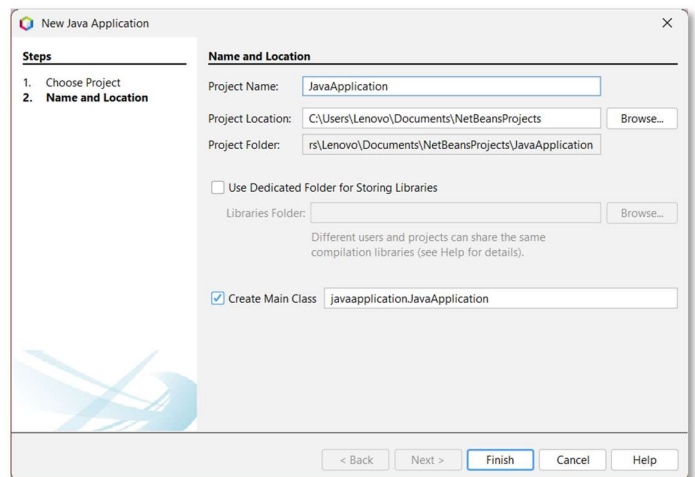 New Java Application
Steps
1. Choose Project
2. Name and Location
Name and Location
Project Name: JavaApplication
Project Location: C:\Users\Lenovo\Documents\NetBeansProjects Browse...
Project Folder: rs\Lenovo\Documents\NetBeansProjects\JavaApplication
Use Dedicated Folder for Storing Libraries
Libraries Folder: Browse...
Different users and projects can share the same
compilation libraries (see Help for details).
Create Main Class javaapplication.JavaApplication
< Back Next > Finish Cancel Help